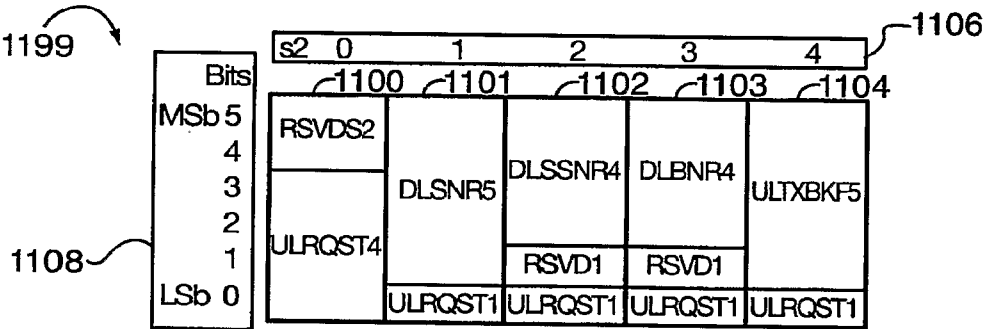 1199
s2 0 1 2 3 4
1106
Bits
1100 1101 1102 1103 1104
MSb 5
4
3
2
1
LSb 0
1108
RSVDS2
ULRQST4
DLSNR5
ULRQST1
DLSSNR4
RSVD1
ULRQST1
DLBNR4
RSVD1
ULRQST1
ULTXBKF5
ULRQST1